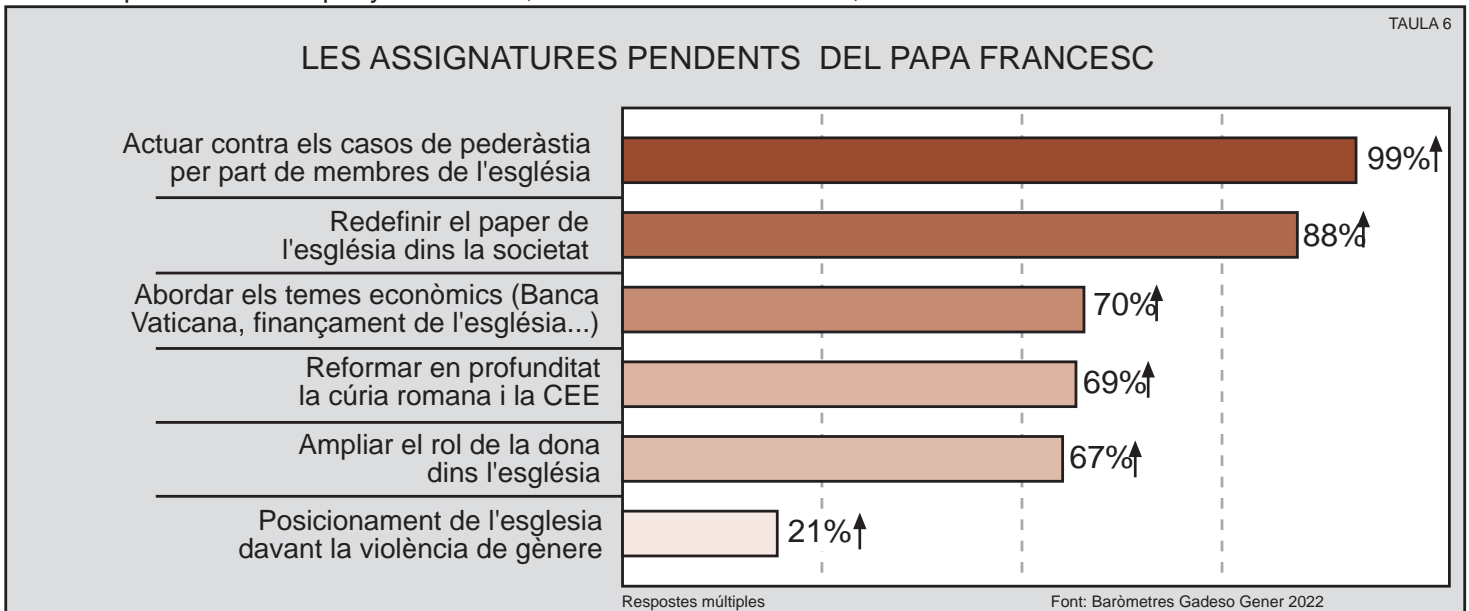 TAULA 6
LES ASSIGNATURES PENDENTS DEL PAPA FRANCESC
Actuar contra els casos de pederàstia
per part de membres de l'església
99%
Redefinir el paper de
l'església dins la societat
88%
Abordar els temes econòmics (Banca
Vaticana, finançament de l'església...)
70%
Reformar en profunditat
la cúria romana i la CEE
69%
Ampliar el rol de la dona
dins l'església
67%
Posicionament de l'esglesia
davant la violència de gènere
21%
Respostes múltiples
Font: Baròmetres Gadeso Gener 2022